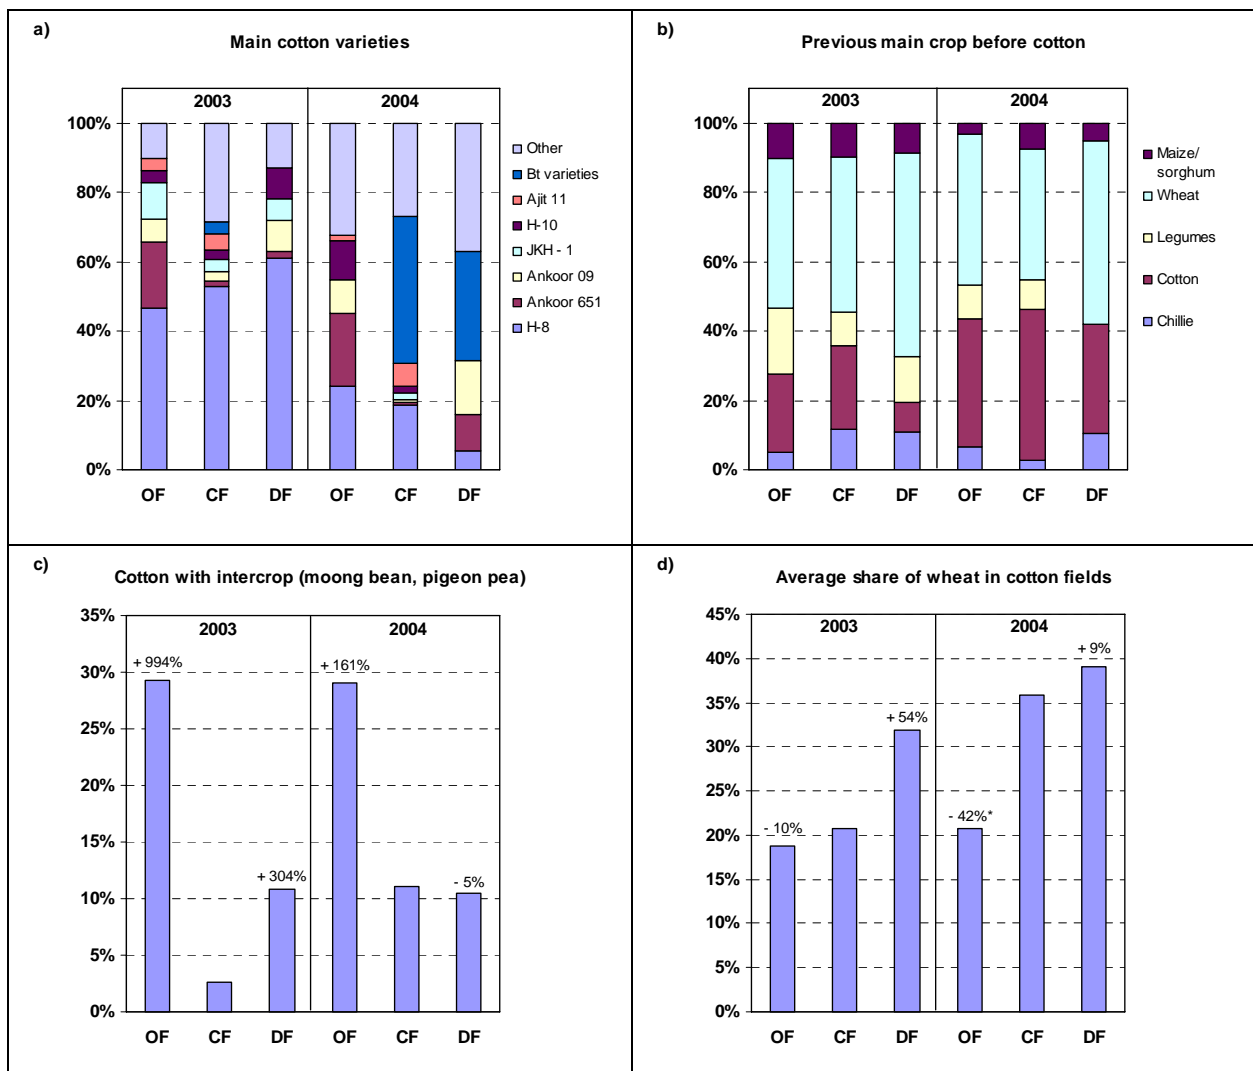 a)
Main cotton varieties
2003
2004
100%
80%
60%
40%
20%
0%
OF
CF
DF
OF
CF
DF
Other
Bt varieties
Ajit 11
H-10
JKH - 1
Ankoor 09
Ankoor 651
H-8
b)
Previous main crop before cotton
2003
2004
100%
80%
60%
40%
20%
0%
OF
CF
DF
OF
CF
DF
Maize/
sorghum
Wheat
Legumes
Cotton
Chillie
c)
Cotton with intercrop (moong bean, pigeon pea)
35%
30%
25%
20%
15%
10%
5%
0%
2003
2004
+ 994%
+ 304%
+ 161%
- 5%
OF
CF
DF
OF
CF
DF
d)
Average share of wheat in cotton fields
45%
40%
35%
30%
25%
20%
15%
10%
5%
0%
2003
2004
- 10%
+ 54%
- 42%*
+ 9%
OF
CF
DF
OF
CF
DF